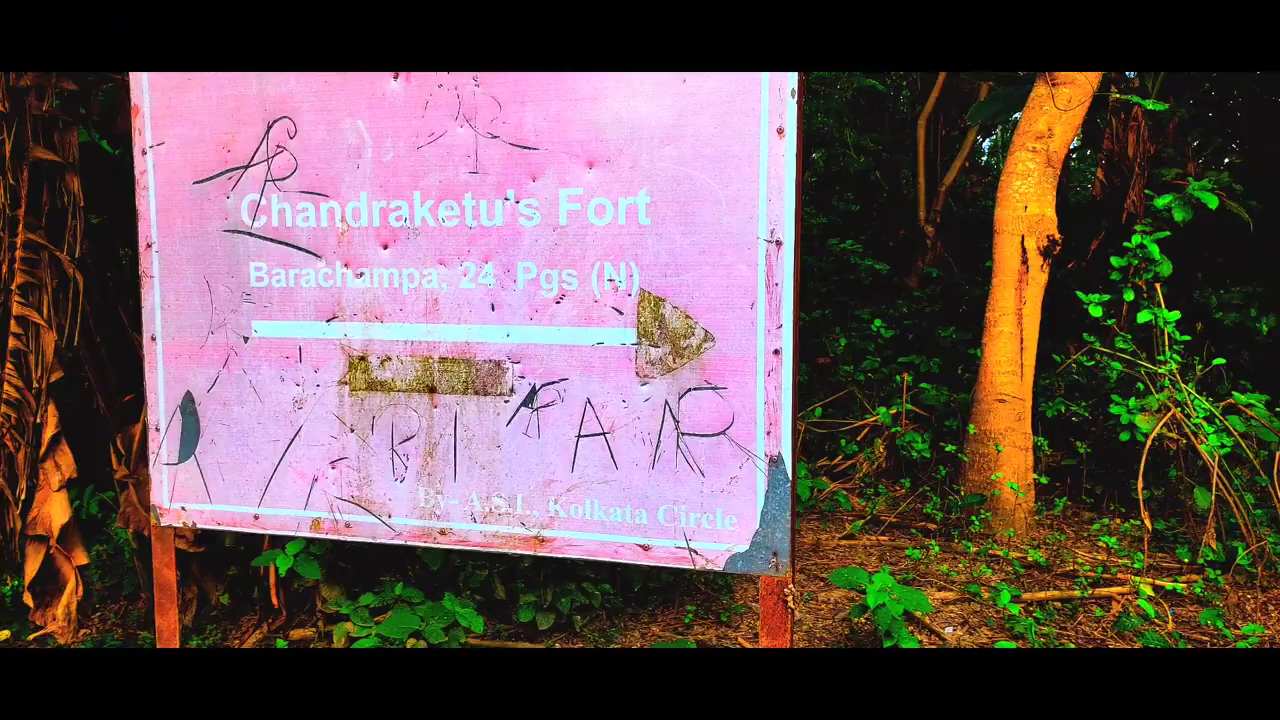 Chandraketu's Fort
Barachampa, 24 Pgs (N)
By- A.S.I., Kolkata Circle